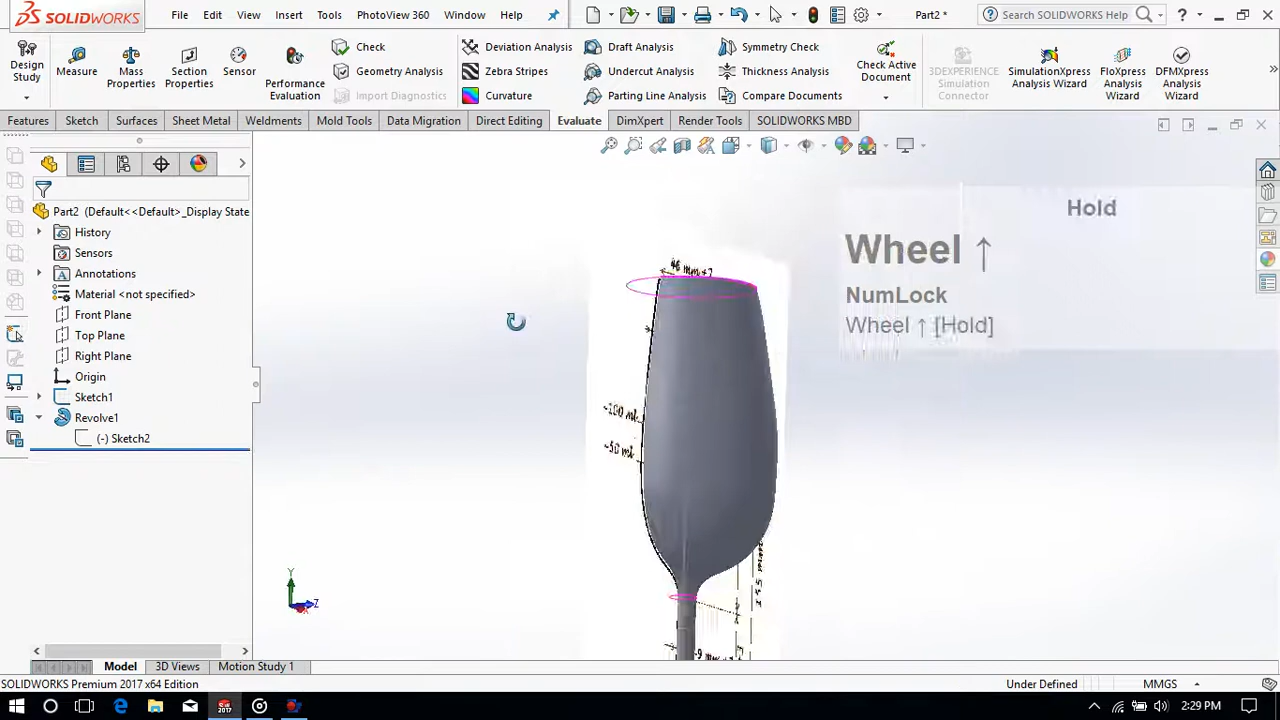 SOLIDWORKS File Edit View Insert Tools PhotoView 360 Window Help Part2 * Search SOLIDWORKS Help ?
Design Study Measure Mass Properties Section Properties Sensor Performance Evaluation Check Geometry Analysis Import Diagnostics Deviation Analysis Zebra Stripes Curvature Draft Analysis Undercut Analysis Parting Line Analysis Symmetry Check Thickness Analysis Compare Documents Check Active Document 3DEXPERIENCE Simulation Connector SimulationXpress Analysis Wizard FloXpress Analysis Wizard DFMXpress Analysis Wizard
Features Sketch Surfaces Sheet Metal Weldments Mold Tools Data Migration Direct Editing Evaluate DimXpert Render Tools SOLIDWORKS MBD
Part2 (Default<<Default>_Display State
History
Sensors
Annotations
Material <not specified>
Front Plane
Top Plane
Right Plane
Origin
Sketch1
Revolve1
(-) Sketch2
Hold
Wheel ↑
NumLock
Wheel ↑ [Hold]
~100 ml
~50 ml
Y
Z
Model 3D Views Motion Study 1
SOLIDWORKS Premium 2017 x64 Edition Under Defined MMGS
2:29 PM